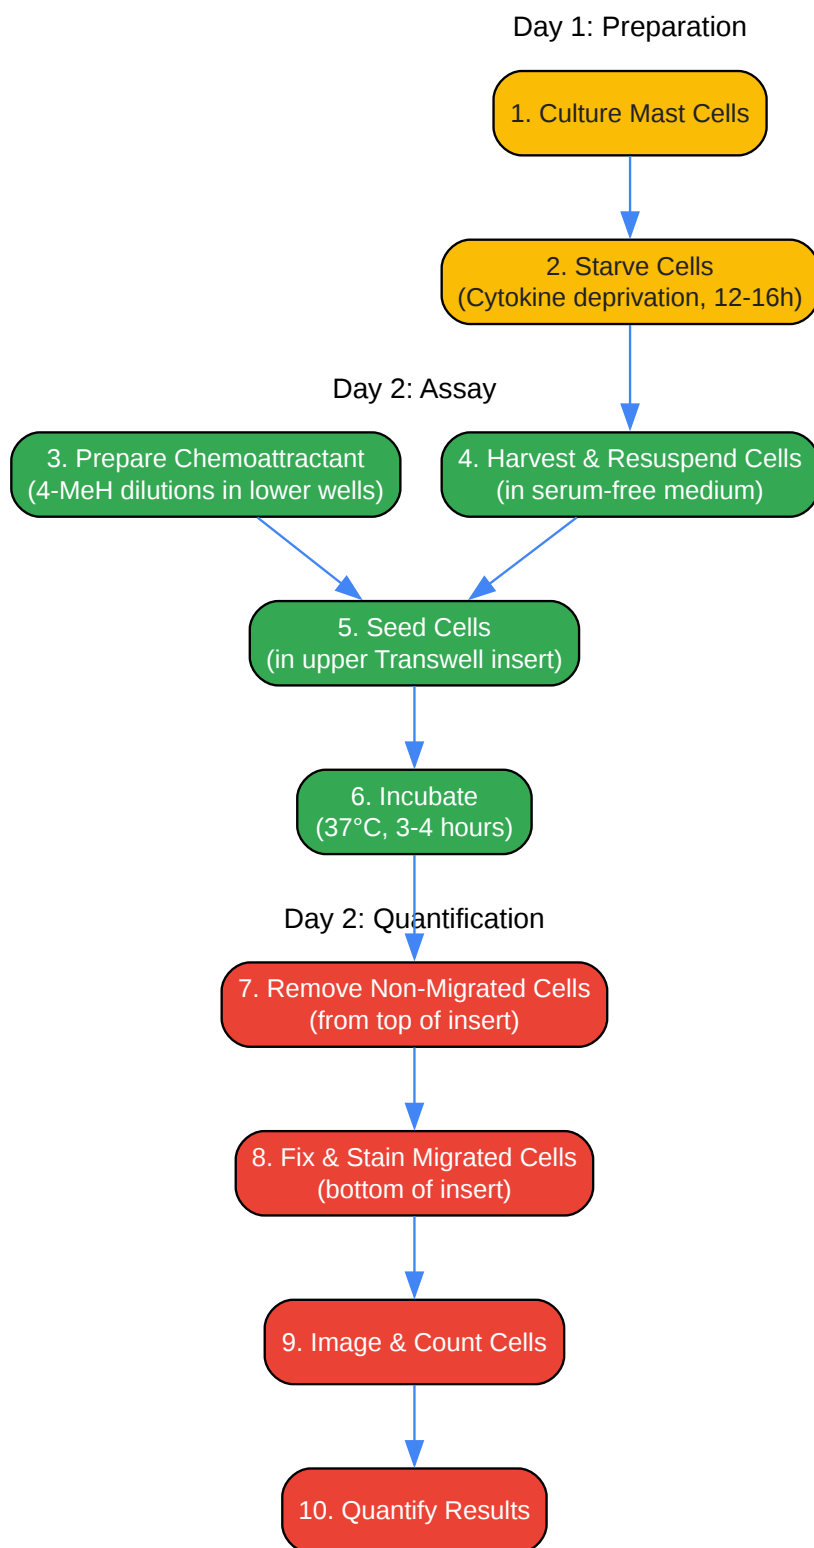 Day 1: Preparation
1. Culture Mast Cells
2. Starve Cells
(Cytokine deprivation, 12-16h)
Day 2: Assay
3. Prepare Chemoattractant
(4-MeH dilutions in lower wells)
4. Harvest & Resuspend Cells
(in serum-free medium)
5. Seed Cells
(in upper Transwell insert)
6. Incubate
(37°C, 3-4 hours)
Day 2: Quantification
7. Remove Non-Migrated Cells
(from top of insert)
8. Fix & Stain Migrated Cells
(bottom of insert)
9. Image & Count Cells
10. Quantify Results